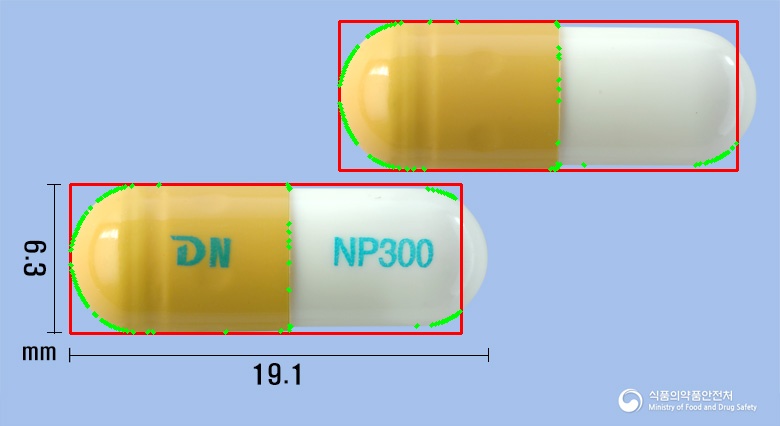 DN
NP300
6.3
mm
19.1
식품의약품안전처
Ministry of Food and Drug Safety